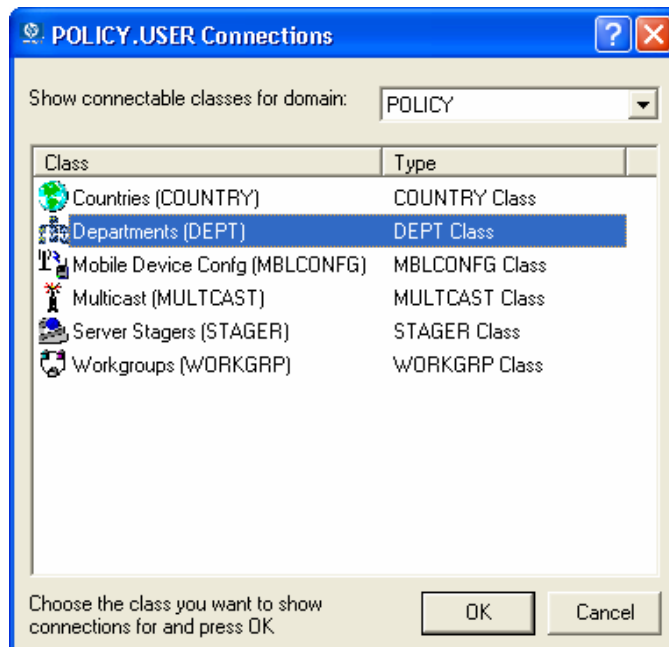 POLICY.USER Connections
Show connectable classes for domain: POLICY
Class Type
Countries (COUNTRY) COUNTRY Class
Departments (DEPT) DEPT Class
Mobile Device Confg (MBLCONFG) MBLCONFG Class
Multicast (MULTCAST) MULTCAST Class
Server Stagers (STAGER) STAGER Class
Workgroups (WORKGRP) WORKGRP Class
Choose the class you want to show
connections for and press OK
OK Cancel